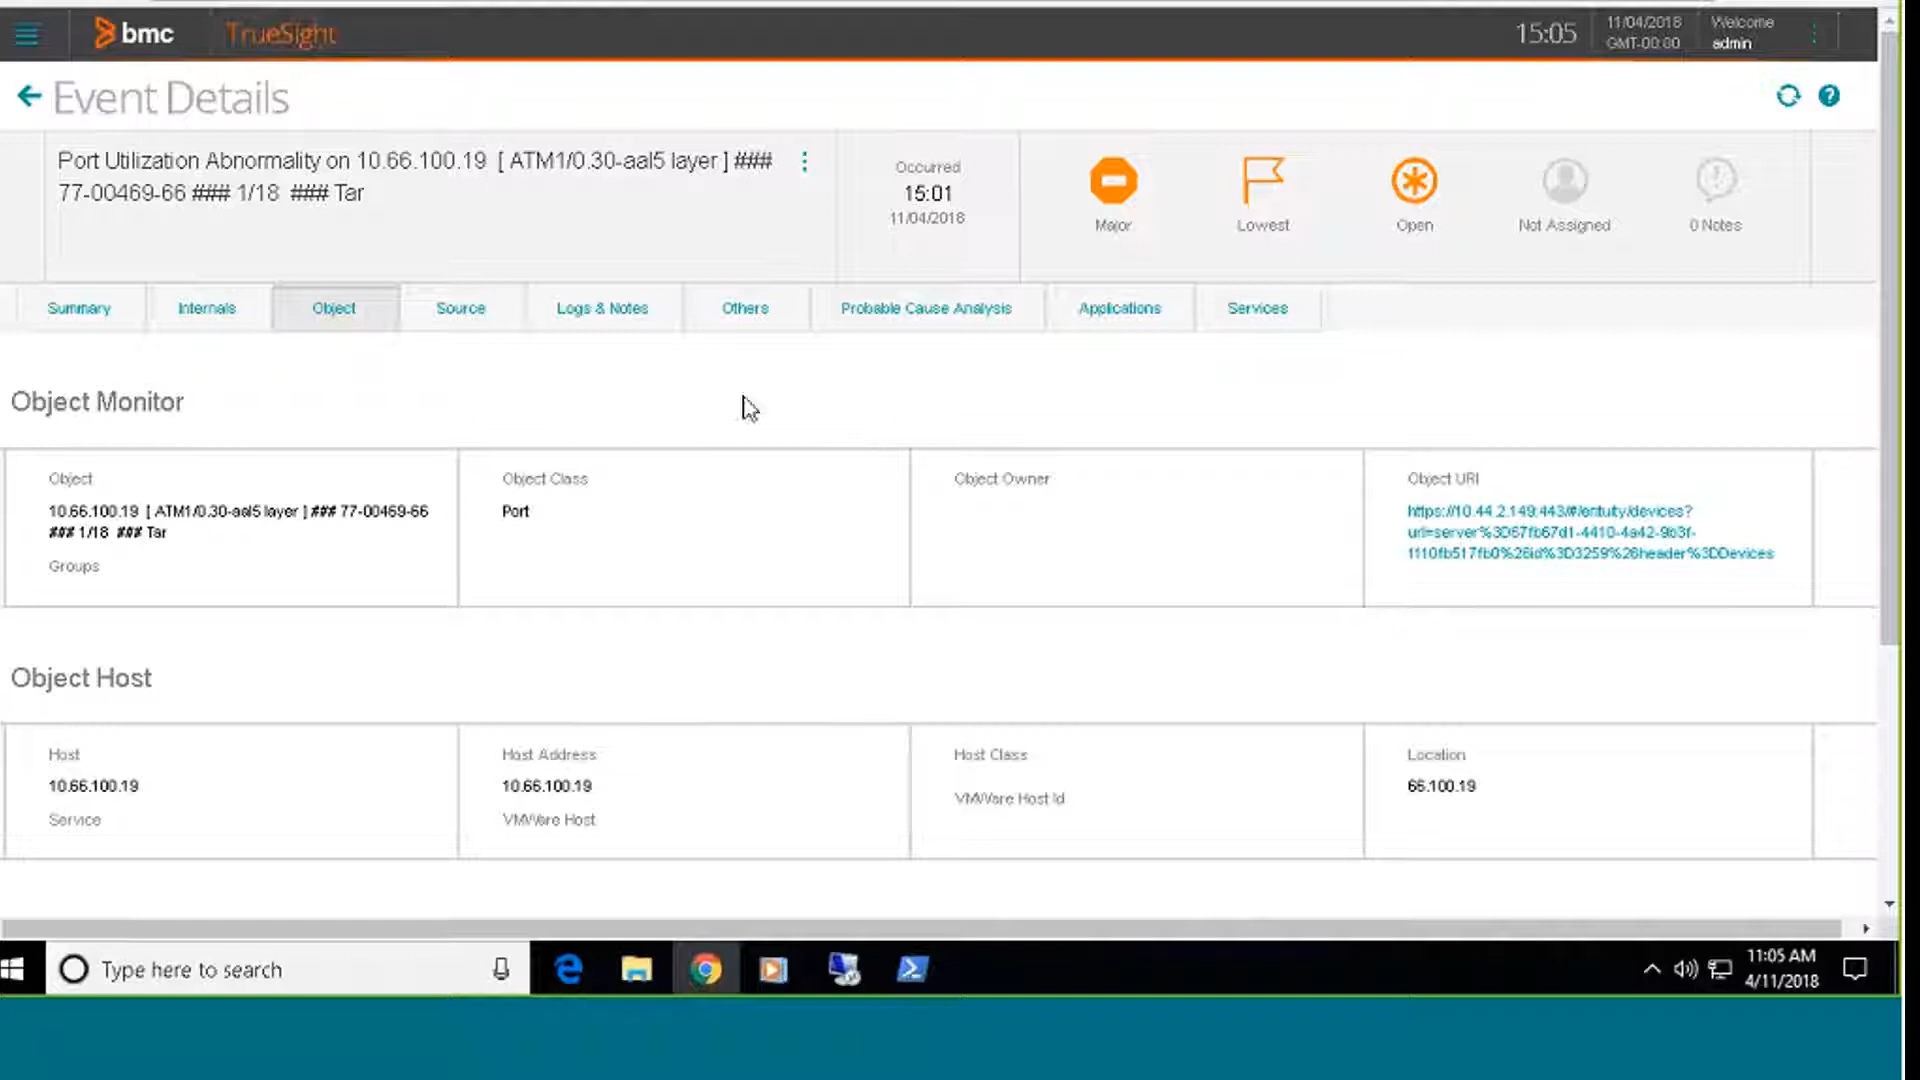 bmc TrueSight 15:05 11/04/2018 Welcome
GMT-00:00 admin
Event Details
Port Utilization Abnormality on 10.66.100.19 [ ATM1/0.30-aal5 layer ] ###
77-00469-66 ### 1/18 ### Tar
Occurred
15:01
11/04/2018
Major Lowest Open Not Assigned 0 Notes
Summary Internals Object Source Logs & Notes Others Probable Cause Analysis Applications Services
Object Monitor
Object
10.66.100.19 [ ATM1/0.30-aal5 layer ] ### 77-00469-66
### 1/18 ### Tar
Groups
Object Class
Port
Object Owner
Object URI
https://10.44.2.149:443/#/entuity/devices?
url=server%3D67fb67d1-4410-4a42-9b3f-
1110fb517fb0%26id%3D3259%26header%3DDevices
Object Host
Host
10.66.100.19
Service
Host Address
10.66.100.19
VMWare Host
Host Class
VMWare Host Id
Location
66.100.19
Type here to search
11:05 AM
4/11/2018